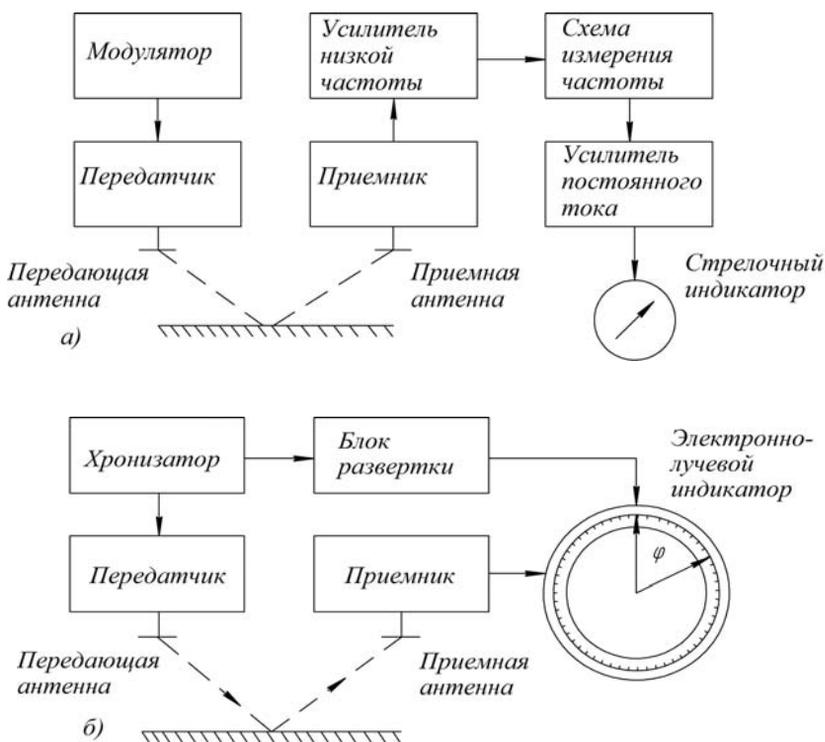 Модулятор
Усилитель
низкой
частоты
Схема
измерения
частоты
Передатчик
Приемник
Усилитель
постоянного
тока
Передающая
антенна
Приемная
антенна
Стрелочный
индикатор
а)
Хронизатор
Блок
развертки
Электронно-
лучевой
индикатор
Передатчик
Приемник
φ
Передающая
антенна
Приемная
антенна
б)